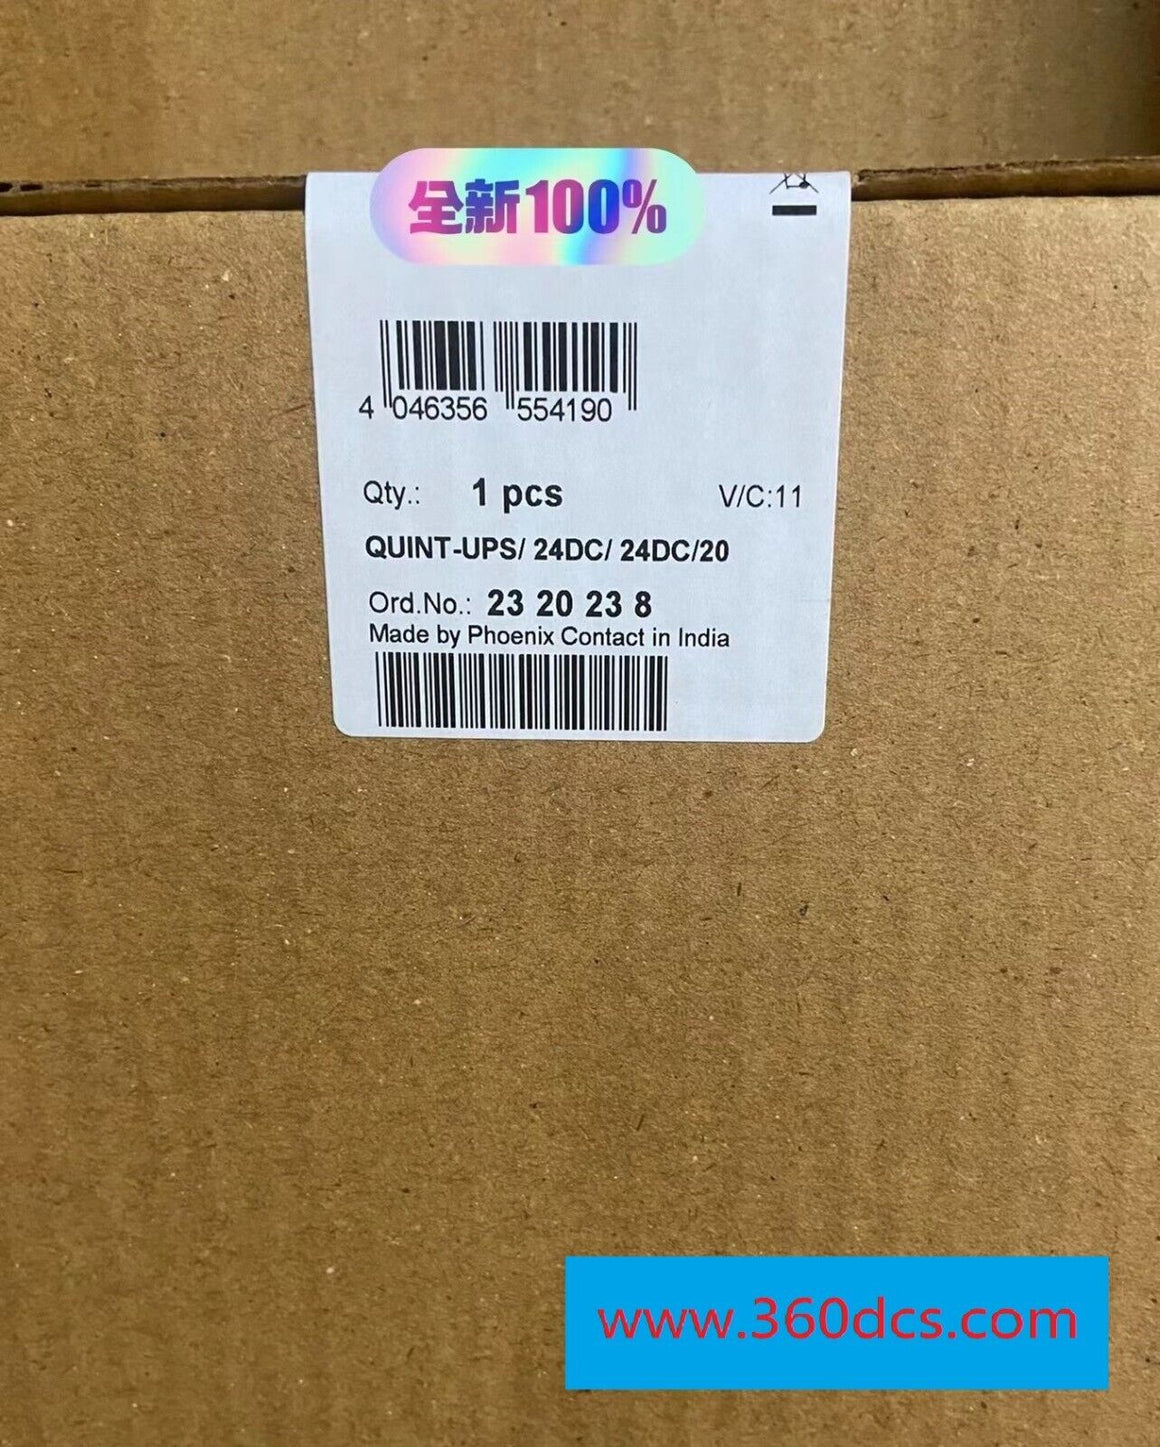 全新100%
4 046356 554190
Qty.: 1 pcs V/C:11
QUINT-UPS/ 24DC/ 24DC/20
Ord.No.: 23 20 23 8
Made by Phoenix Contact in India
www.360dcs.com